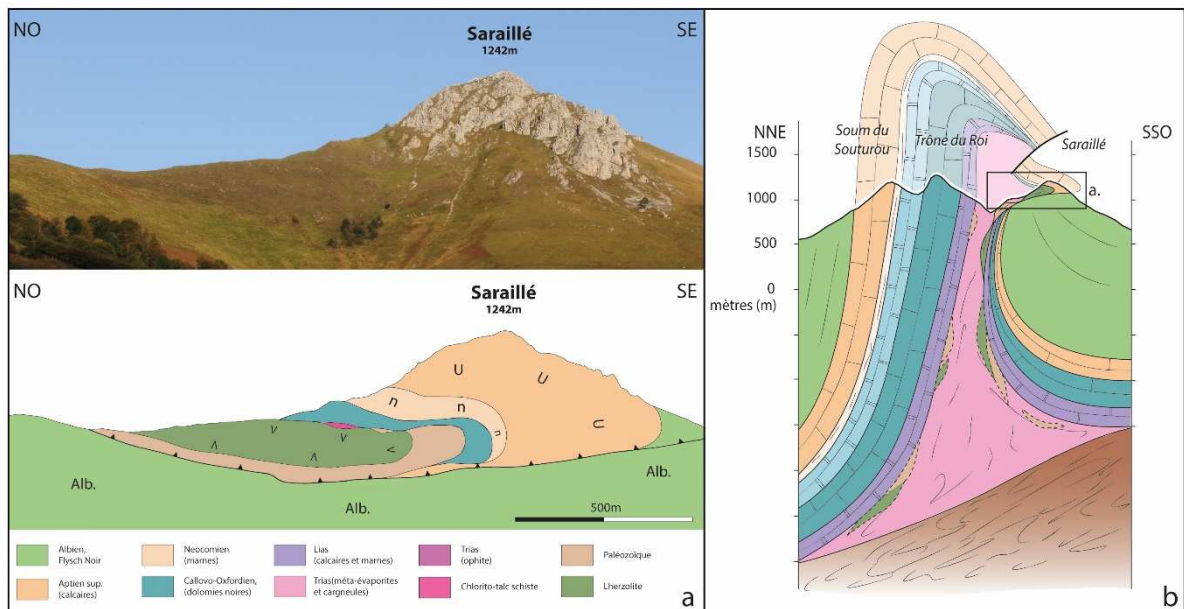 NO
SE
Saraillé
1242m
NO
SE
Saraillé
1242m
U
U
U
n
n
n
v
v
v
^
^
Alb.
Alb.
Alb.
500m
Albien,
Flysch Noir
Aptien sup.
(calcaires)
Neocomien
(marnes)
Callovo-Oxfordien,
(dolomies noires)
Lias
(calcaires et marnes)
Trias(méta-évaporites
et cargneules)
Trias
(ophite)
Chlorito-talc schiste
Paléozoïque
Lherzolite
a
NNE
SSO
Soum du
Souturou
Trône du Roi
Saraillé
a.
1500
1000
500
0
mètres (m)
b